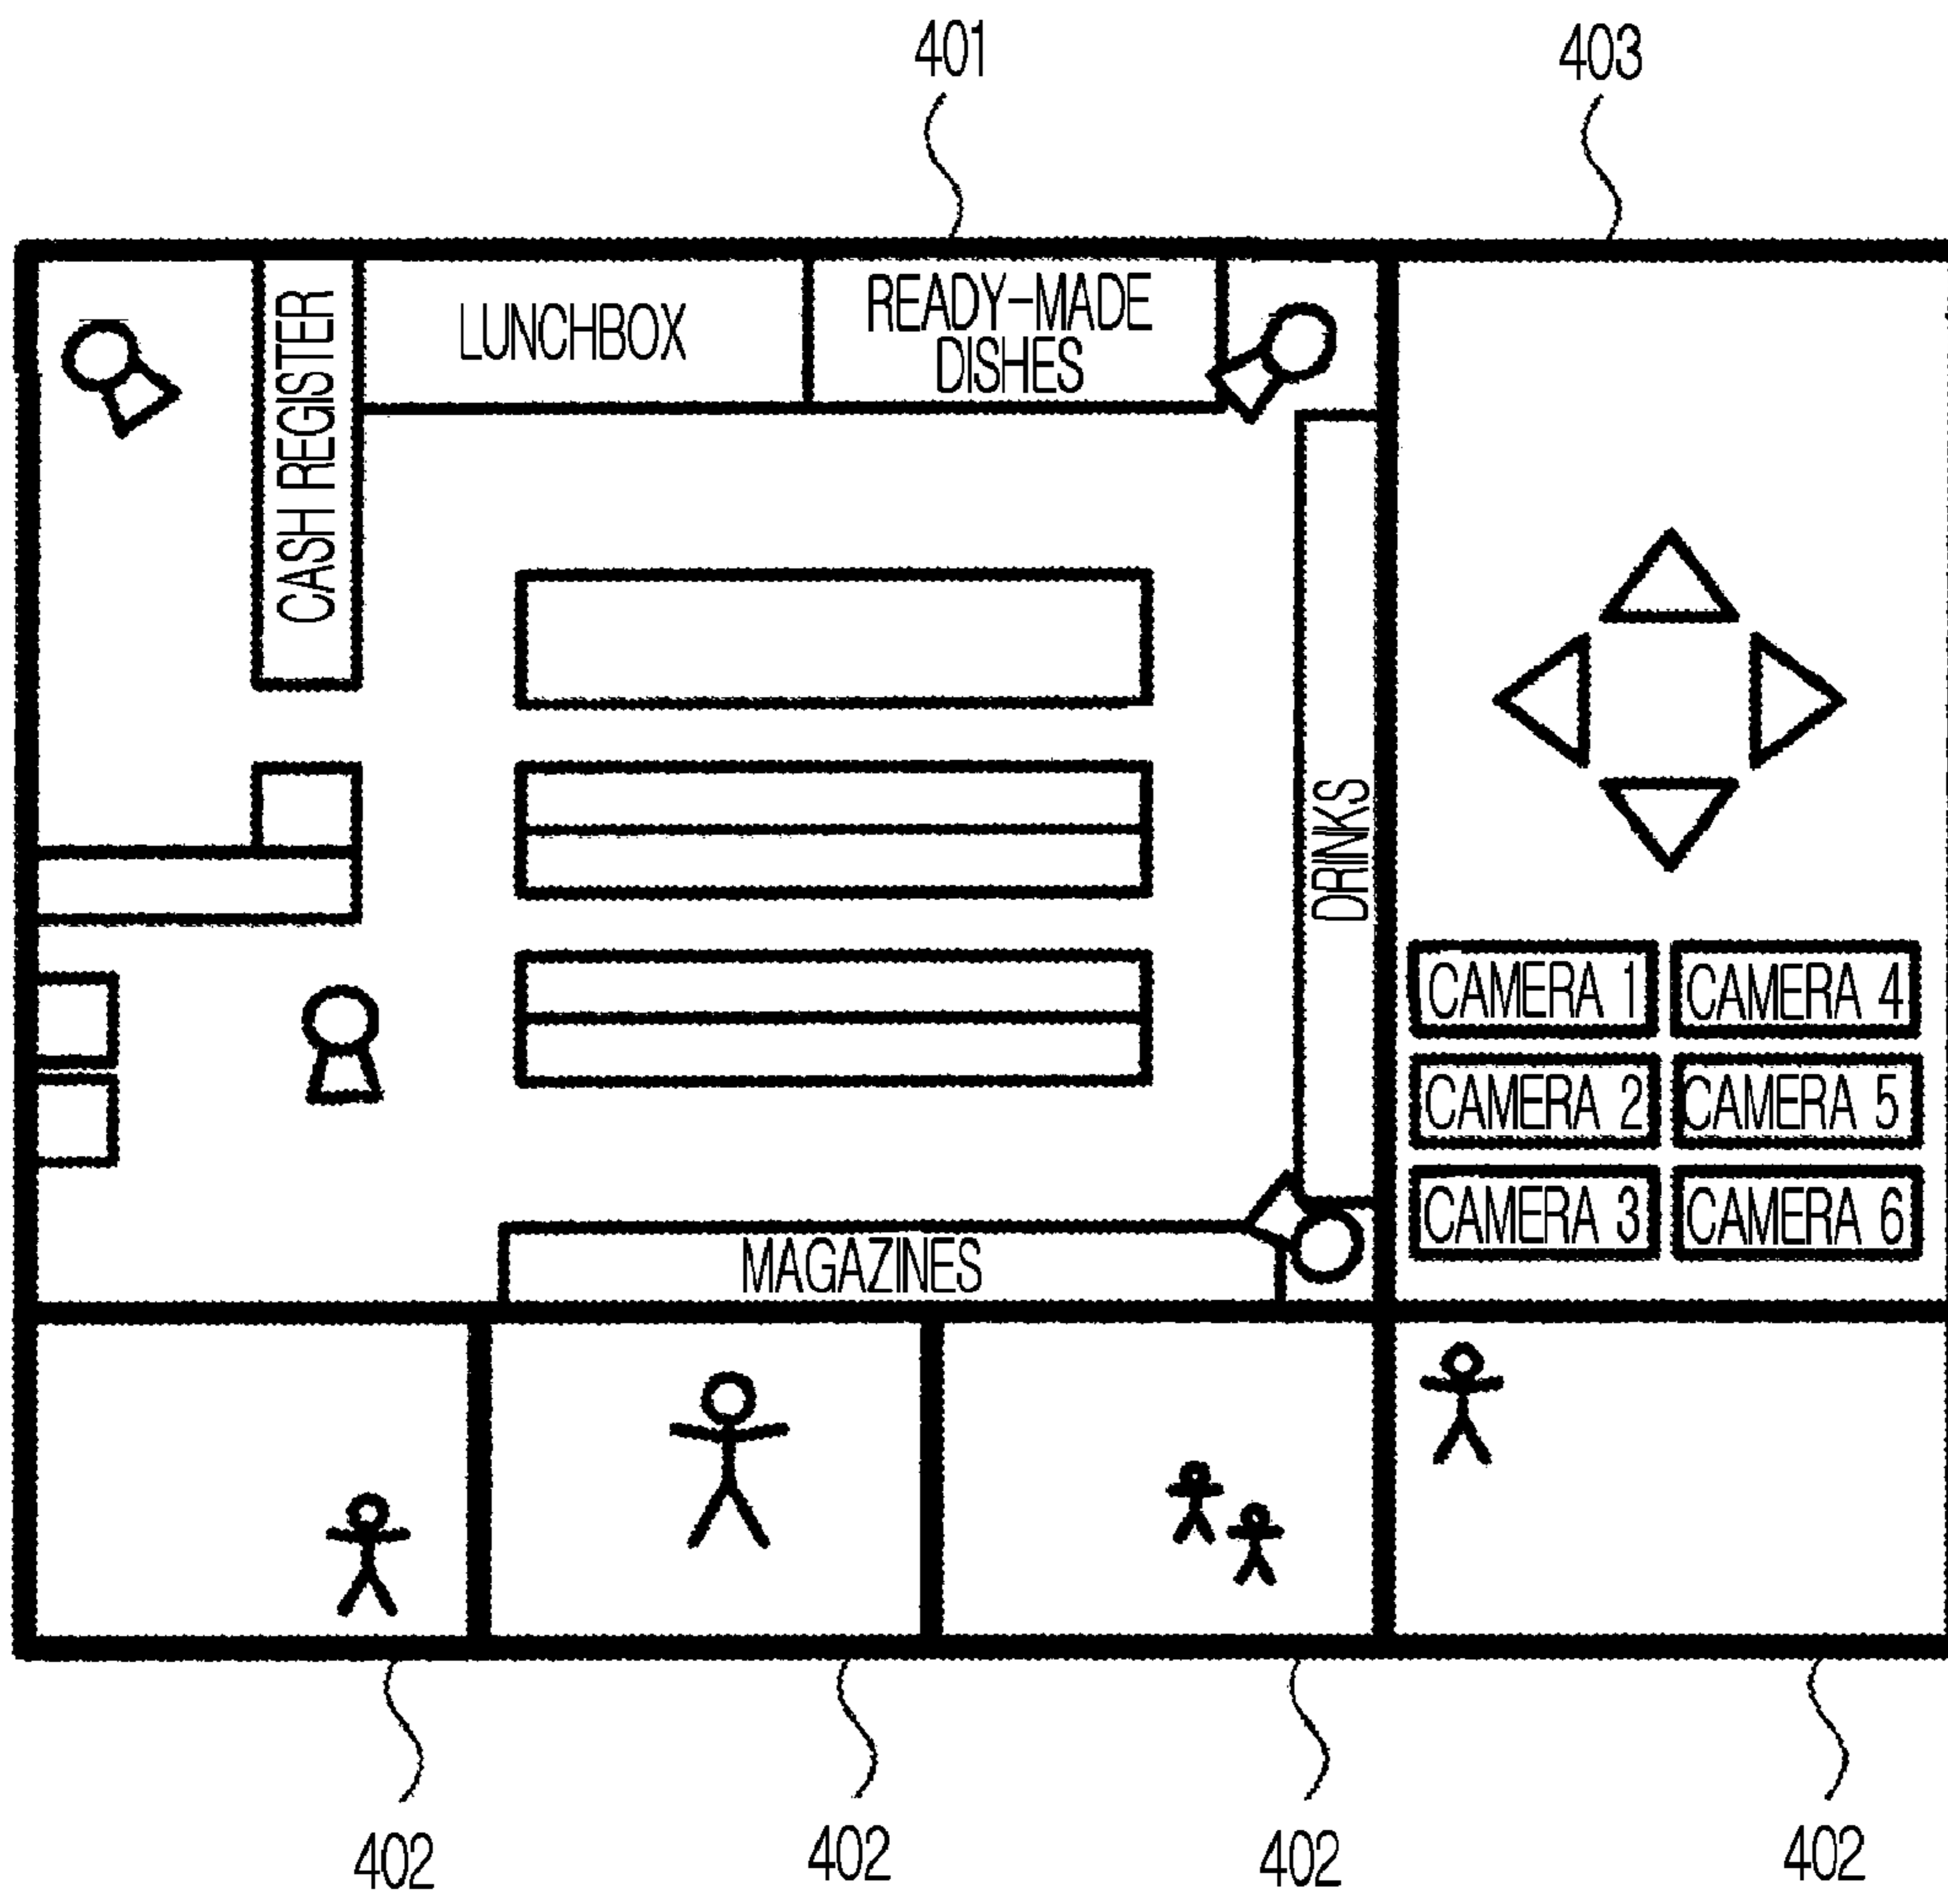 401
403
CASH REGISTER
LUNCHBOX
READY-MADE
DISHES
DRINKS
MAGAZINES
CAMERA 1
CAMERA 4
CAMERA 2
CAMERA 5
CAMERA 3
CAMERA 6
402
402
402
402